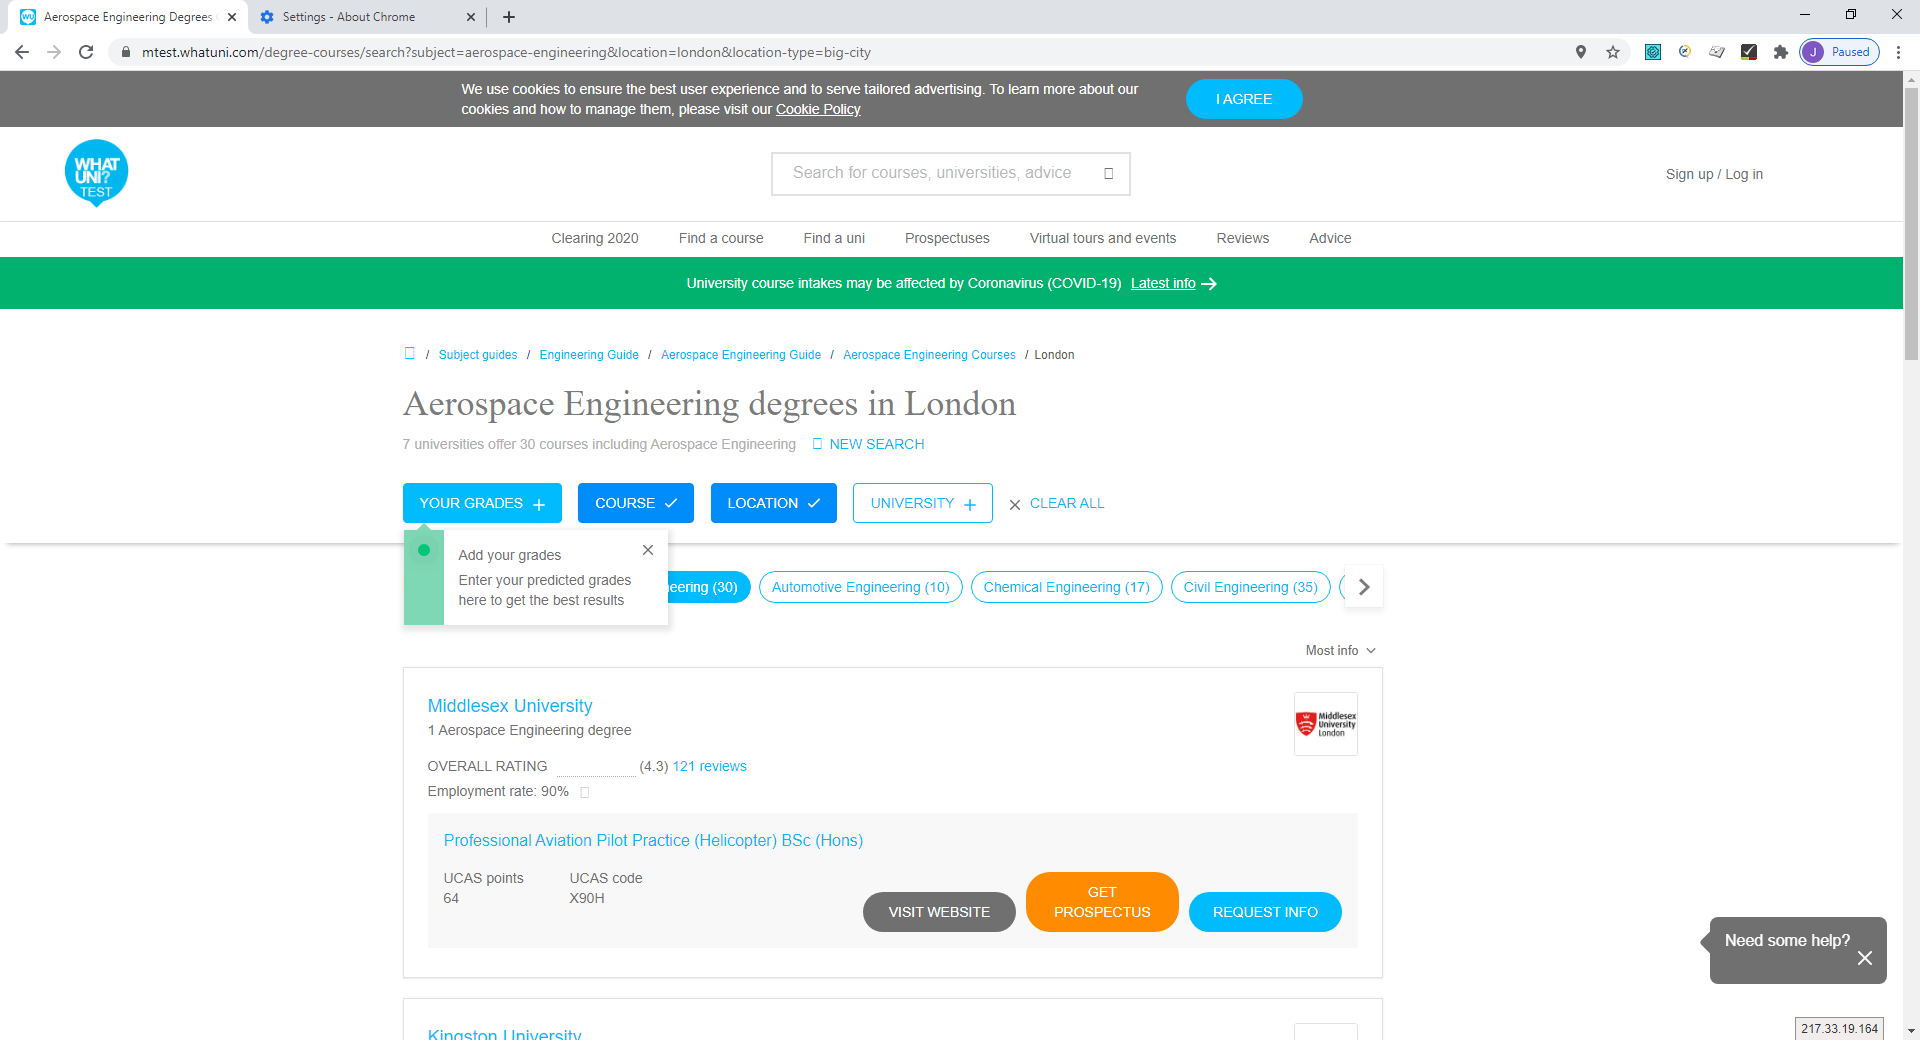 Aerospace Engineering Degrees
Settings - About Chrome
mtest.whatuni.com/degree-courses/search?subject=aerospace-engineering&location=london&location-type=big-city
J Paused
We use cookies to ensure the best user experience and to serve tailored advertising. To learn more about our
cookies and how to manage them, please visit our Cookie Policy
I AGREE
WHAT
UNI?
TEST
Search for courses, universities, advice
Sign up / Log in
Clearing 2020 Find a course Find a uni Prospectuses Virtual tours and events Reviews Advice
University course intakes may be affected by Coronavirus (COVID-19) Latest info
/ Subject guides / Engineering Guide / Aerospace Engineering Guide / Aerospace Engineering Courses / London
Aerospace Engineering degrees in London
7 universities offer 30 courses including Aerospace Engineering NEW SEARCH
YOUR GRADES + COURSE LOCATION UNIVERSITY + CLEAR ALL
Add your grades
Enter your predicted grades
here to get the best results
neering (30) Automotive Engineering (10) Chemical Engineering (17) Civil Engineering (35)
Most info
Middlesex University
1 Aerospace Engineering degree
Middlesex
University
London
OVERALL RATING (4.3) 121 reviews
Employment rate: 90%
Professional Aviation Pilot Practice (Helicopter) BSc (Hons)
UCAS points UCAS code
64 X90H
VISIT WEBSITE GET PROSPECTUS REQUEST INFO
Need some help?
Kingston University
217.33.19.164